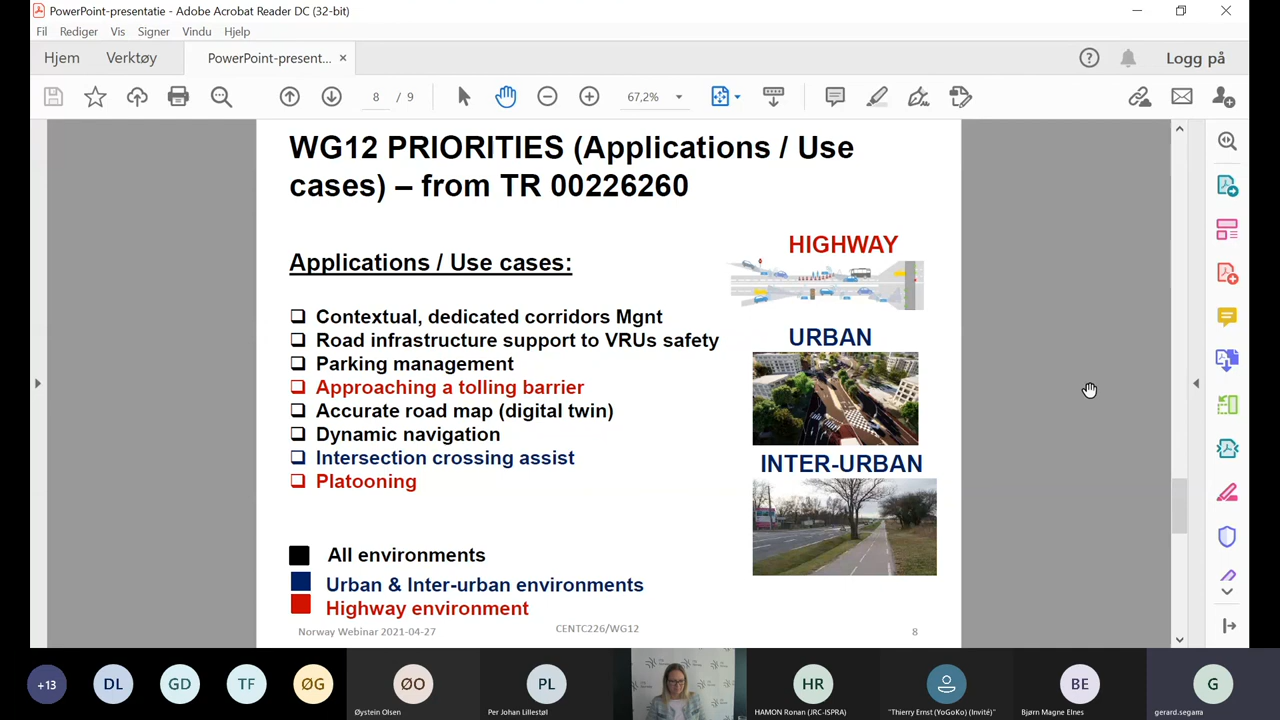 PowerPoint-presentatie - Adobe Acrobat Reader DC (32-bit)
Fil Rediger Vis Signer Vindu Hjelp
Hjem Verktøy PowerPoint-present... × Logg på
8 / 9 67,2%
WG12 PRIORITIES (Applications / Use
cases) – from TR 00226260
Applications / Use cases:
Contextual, dedicated corridors Mgnt
Road infrastructure support to VRUs safety
Parking management
Approaching a tolling barrier
Accurate road map (digital twin)
Dynamic navigation
Intersection crossing assist
Platooning
HIGHWAY
URBAN
INTER-URBAN
All environments
Urban & Inter-urban environments
Highway environment
Norway Webinar 2021-04-27 CENTC226/WG12 8
+13 DL GD TF ØG ØO PL HR BE G
Øystein Olsen Per Johan Lillestøl HAMON Ronan (JRC-ISPRA) "Thierry Ernst (YoGoKo) (Invité)" Bjørn Magne Elnes gerard.segarra